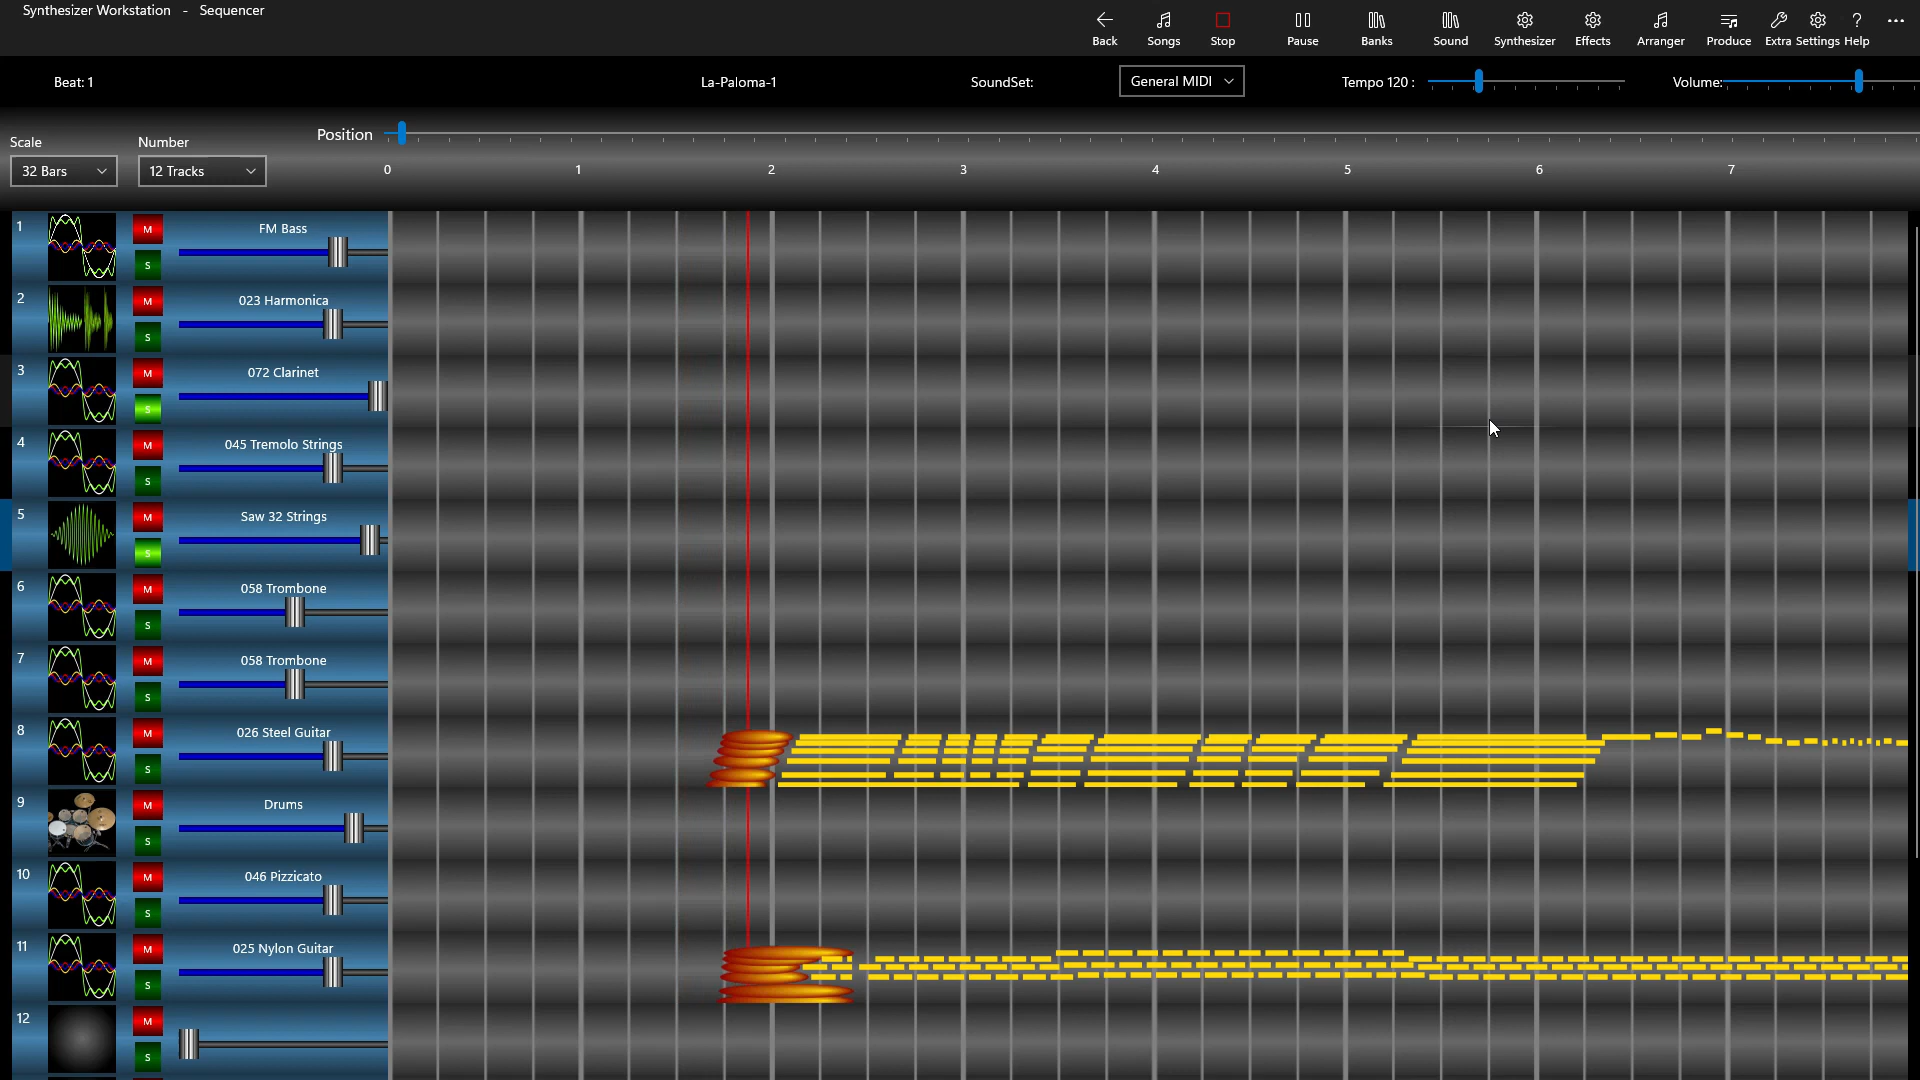 Synthesizer Workstation - Sequencer
Back Songs Stop Pause Banks Sound Synthesizer Effects Arranger Produce Extra Settings Help
Beat: 1 La-Paloma-1 SoundSet: General MIDI Tempo 120 : Volume:
Scale Number Position
32 Bars 12 Tracks 0 1 2 3 4 5 6 7
1 M FM Bass
S
2 M 023 Harmonica
S
3 M 072 Clarinet
S
4 M 045 Tremolo Strings
S
5 M Saw 32 Strings
S
6 M 058 Trombone
S
7 M 058 Trombone
S
8 M 026 Steel Guitar
S
9 M Drums
S
10 M 046 Pizzicato
S
11 M 025 Nylon Guitar
S
12 M
S